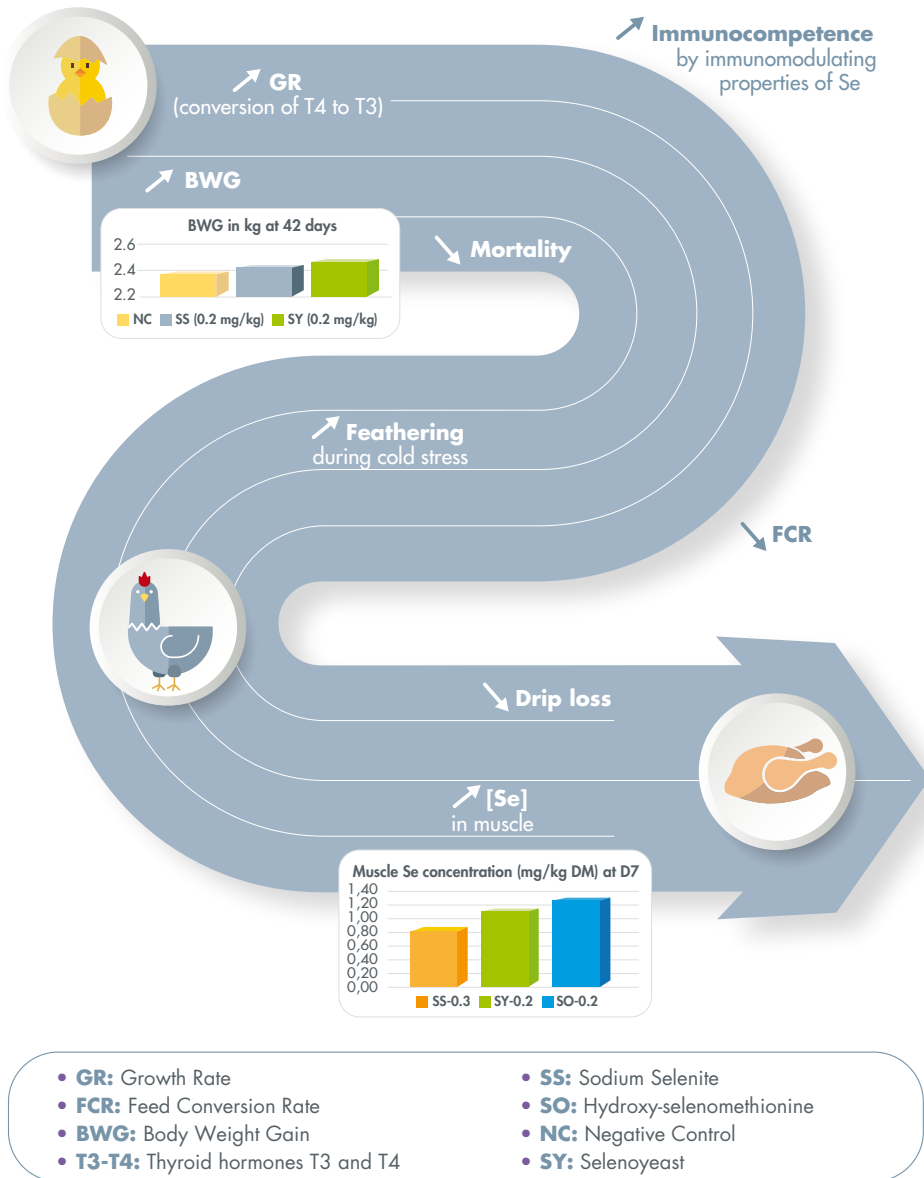 Immunocompetence
by immunomodulating
properties of Se
GR
(conversion of T4 to T3)
BWG
BWG in kg at 42 days
2.6
2.4
2.2
NC SS (0.2 mg/kg) SY (0.2 mg/kg)
Mortality
Feathering
during cold stress
FCR
Drip loss
[Se]
in muscle
Muscle Se concentration (mg/kg DM) at D7
1,40
1,20
1,00
0,80
0,60
0,40
0,20
0,00
SS-0.3 SY-0.2 SO-0.2
• GR: Growth Rate
• FCR: Feed Conversion Rate
• BWG: Body Weight Gain
• T3-T4: Thyroid hormones T3 and T4
• SS: Sodium Selenite
• SO: Hydroxy-selenomethionine
• NC: Negative Control
• SY: Selenoyeast